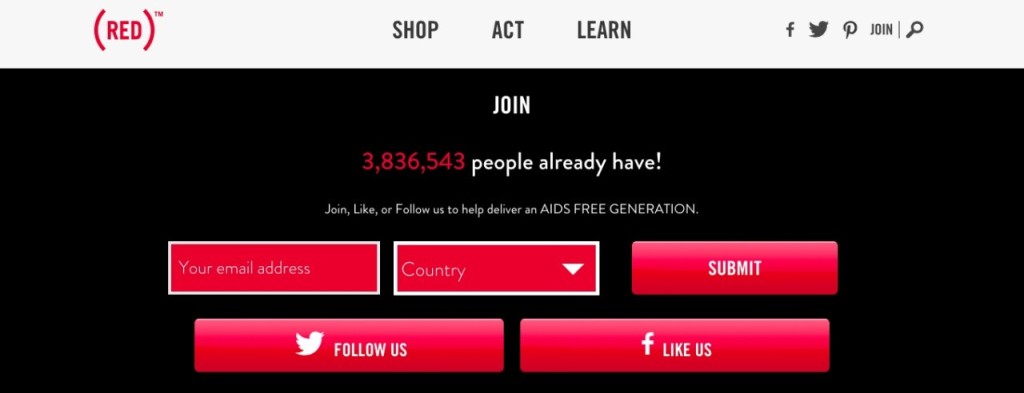 (RED)™ SHOP ACT LEARN JOIN
JOIN
3,836,543 people already have!
Join, Like, or Follow us to help deliver an AIDS FREE GENERATION.
Your email address Country SUBMIT
FOLLOW US LIKE US